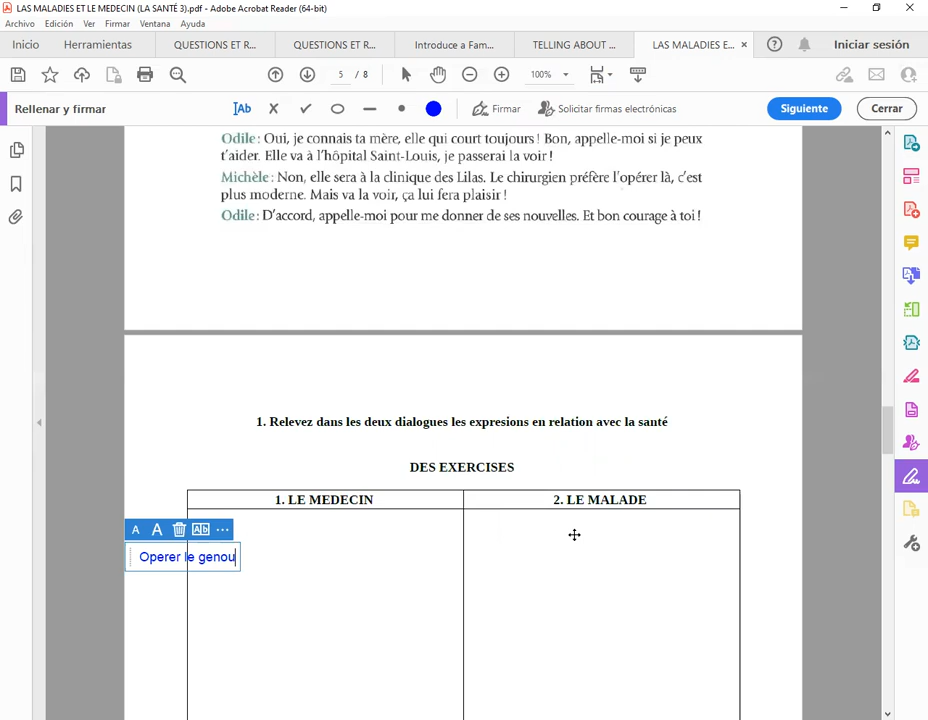 LAS MALADIES ET LE MEDECIN (LA SANTÉ 3).pdf - Adobe Acrobat Reader (64-bit)
Archivo Edición Ver Firmar Ventana Ayuda
Inicio Herramientas QUESTIONS ET R... QUESTIONS ET R... Introduce a Fam... TELLING ABOUT ... LAS MALADIES E... × Iniciar sesión
5 / 8 100%
Rellenar y firmar IAb Firmar Solicitar firmas electrónicas Siguiente Cerrar
Odile : Oui, je connais ta mère, elle qui court toujours ! Bon, appelle-moi si je peux
t'aider. Elle va à l'hôpital Saint-Louis, je passerai la voir !
Michèle : Non, elle sera à la clinique des Lilas. Le chirurgien préfère l'opérer là, c'est
plus moderne. Mais va la voir, ça lui fera plaisir !
Odile : D'accord, appelle-moi pour me donner de ses nouvelles. Et bon courage à toi !
1. Relevez dans les deux dialogues les expresions en relation avec la santé
DES EXERCISES
1. LE MEDECIN 2. LE MALADE
A A Ab ...
Operer le genou